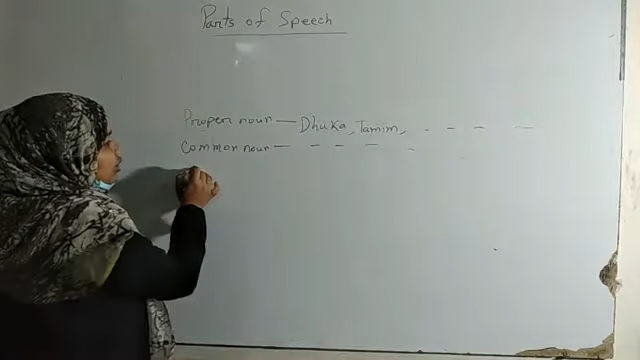 Parts of Speech
Proper noun — Dhaka, Tamim, - - - —
Common noun — - - — -